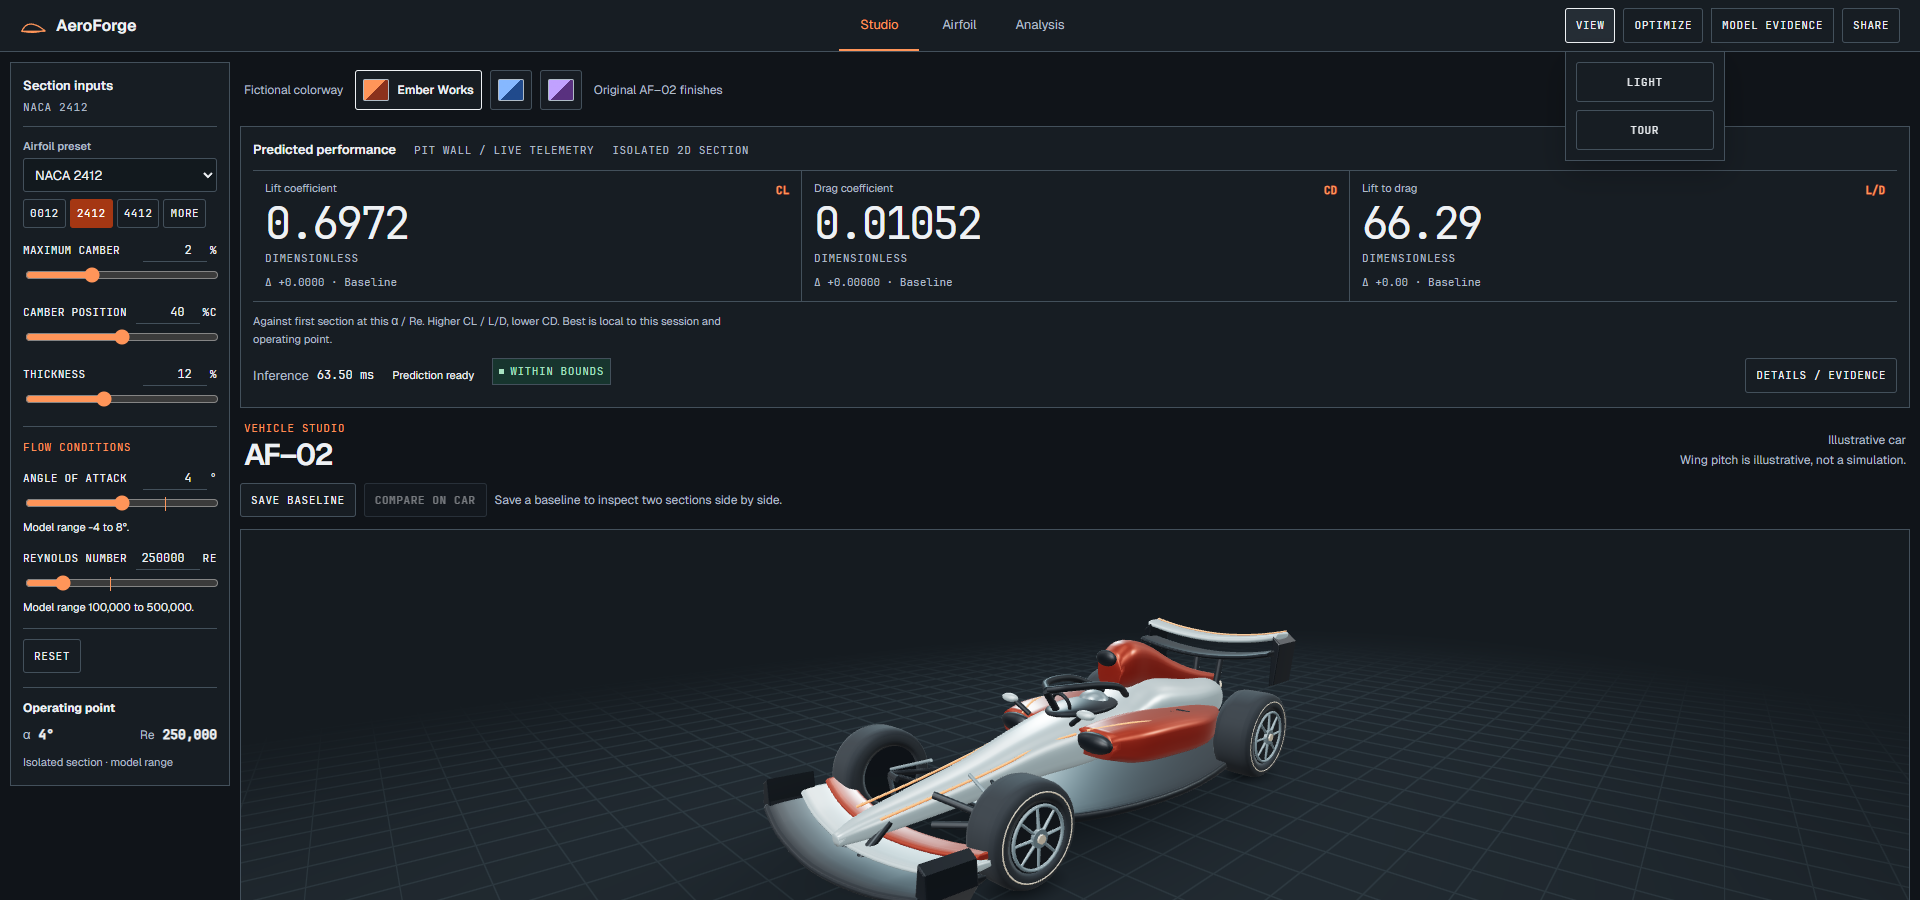 AeroForge
Studio
Airfoil
Analysis
VIEW
OPTIMIZE
MODEL EVIDENCE
SHARE
LIGHT
TOUR
Section inputs
NACA 2412
Airfoil preset
NACA 2412
0012
2412
4412
MORE
MAXIMUM CAMBER 2 %
CAMBER POSITION 40 %C
THICKNESS 12 %
FLOW CONDITIONS
ANGLE OF ATTACK 4 °
Model range -4 to 8°.
REYNOLDS NUMBER 250000 RE
Model range 100,000 to 500,000.
RESET
Operating point
α 4° Re 250,000
Isolated section · model range
Fictional colorway
Ember Works
Original AF–02 finishes
Predicted performance PIT WALL / LIVE TELEMETRY ISOLATED 2D SECTION
Lift coefficient CL
0.6972
DIMENSIONLESS
Δ +0.0000 · Baseline
Drag coefficient CD
0.01052
DIMENSIONLESS
Δ +0.00000 · Baseline
Lift to drag L/D
66.29
DIMENSIONLESS
Δ +0.00 · Baseline
Against first section at this α / Re. Higher CL / L/D, lower CD. Best is local to this session and
operating point.
Inference 63.50 ms Prediction ready WITHIN BOUNDS
DETAILS / EVIDENCE
VEHICLE STUDIO
AF–02
Illustrative car
Wing pitch is illustrative, not a simulation.
SAVE BASELINE
COMPARE ON CAR
Save a baseline to inspect two sections side by side.